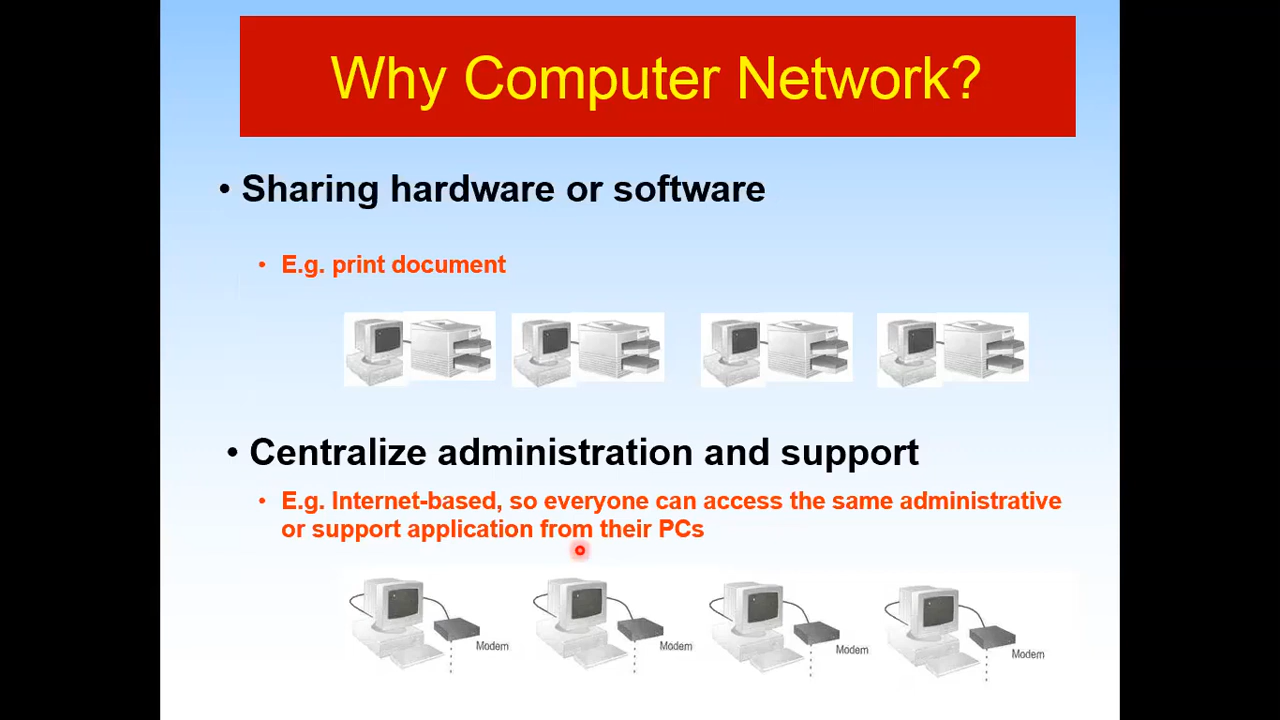 Why Computer Network?
• Sharing hardware or software
• E.g. print document
• Centralize administration and support
• E.g. Internet-based, so everyone can access the same administrative
or support application from their PCs
Modem
Modem
Modem
Modem